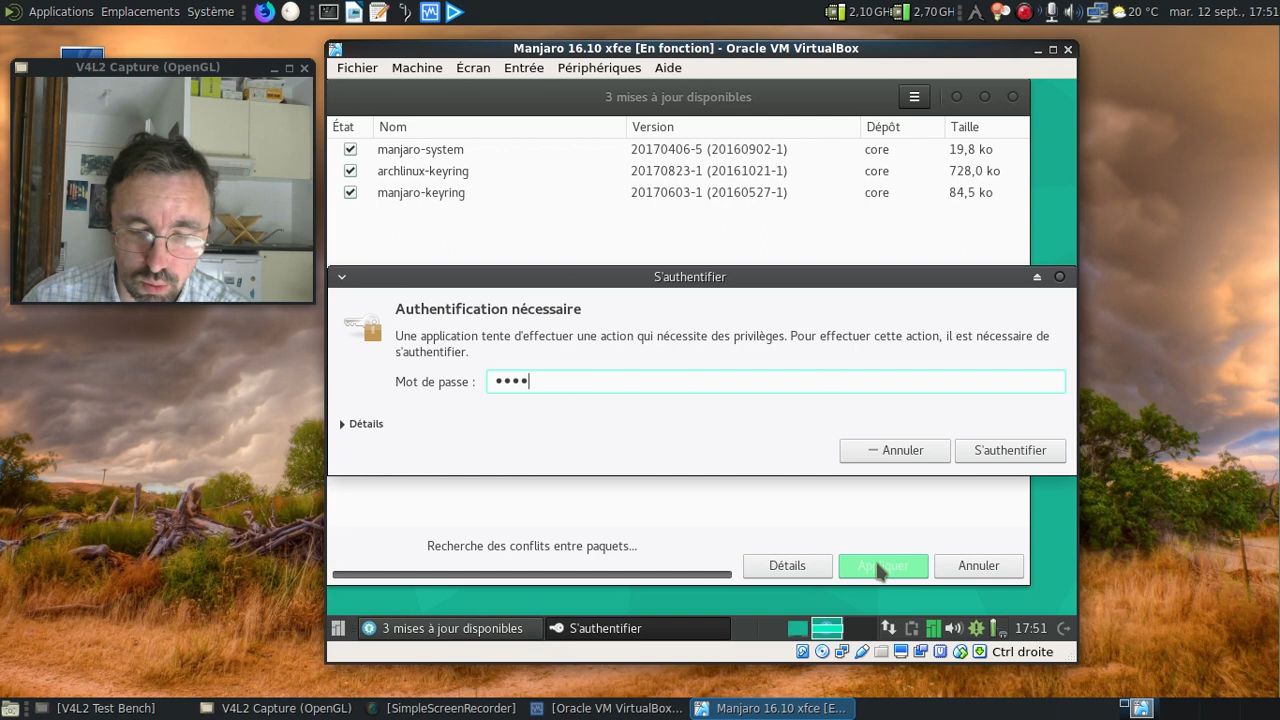 Applications Emplacements Système
2,10 GH
2,70 GH
20 °C
mar. 12 sept., 17:51
V4L2 Capture (OpenGL)
Manjaro 16.10 xfce [En fonction] - Oracle VM VirtualBox
Fichier Machine Écran Entrée Périphériques Aide
3 mises à jour disponibles
État Nom Version Dépôt Taille
manjaro-system 20170406-5 (20160902-1) core 19,8 ko
archlinux-keyring 20170823-1 (20161021-1) core 728,0 ko
manjaro-keyring 20170603-1 (20160527-1) core 84,5 ko
S'authentifier
Authentification nécessaire
Une application tente d'effectuer une action qui nécessite des privilèges. Pour effectuer cette action, il est nécessaire de
s'authentifier.
Mot de passe : ••••
Détails
Annuler S'authentifier
Recherche des conflits entre paquets...
Détails Appliquer Annuler
3 mises à jour disponibles S'authentifier 17:51
Ctrl droite
[V4L2 Test Bench] V4L2 Capture (OpenGL) [SimpleScreenRecorder] [Oracle VM VirtualBox... Manjaro 16.10 xfce [E...